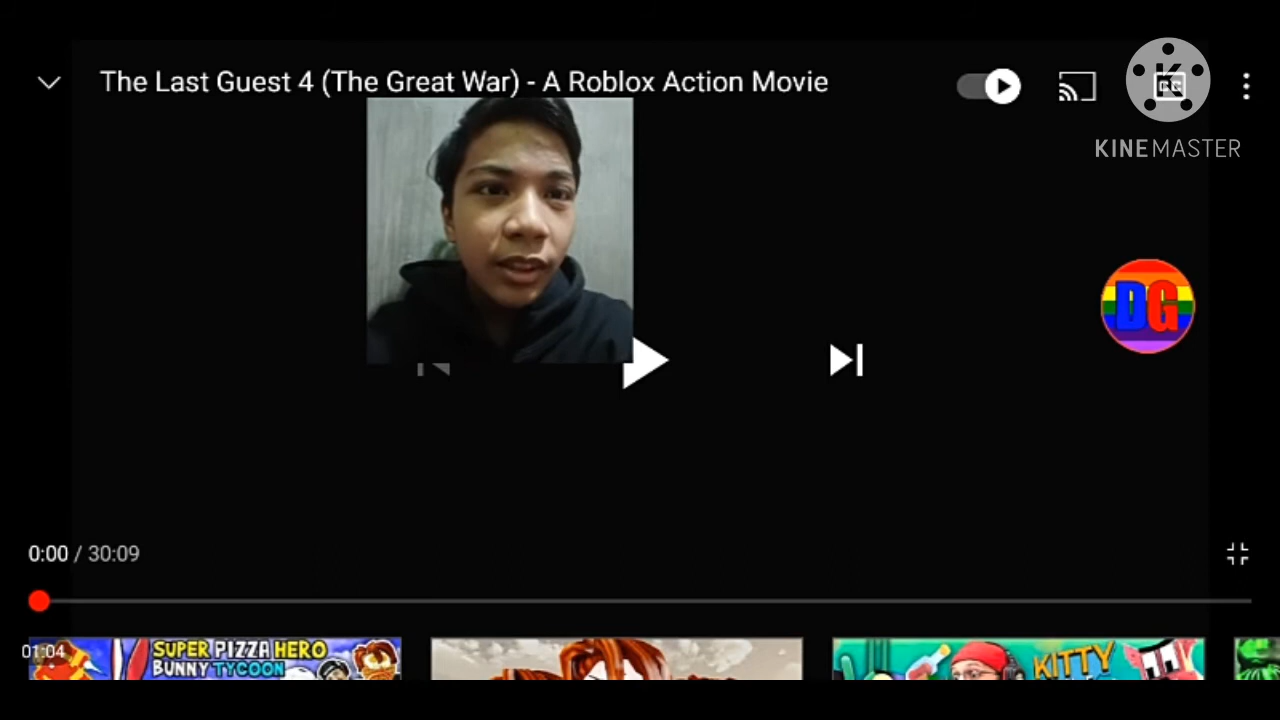 The Last Guest 4 (The Great War) - A Roblox Action Movie
CC
KINEMASTER
DG
0:00 / 30:09
01:04
SUPER PIZZA HERO
BUNNY TYCOON
KITTY